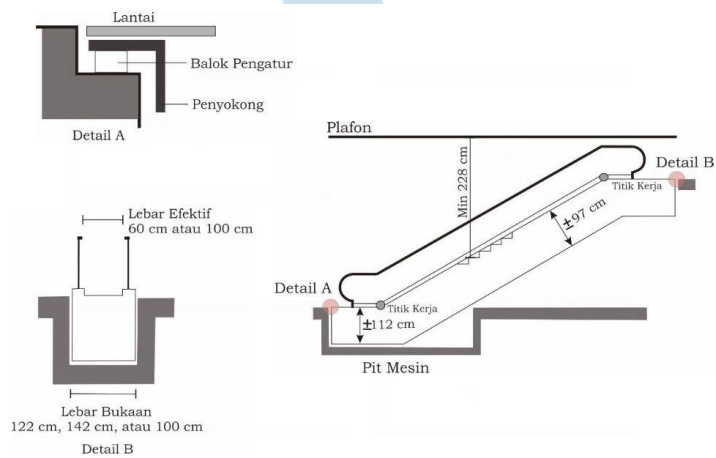 Lantai
Balok Pengatur
Penyokong
Detail A
Plafon
Detail B
Min 228 cm
Titik Kerja
±97 cm
Lebar Efektif
60 cm atau 100 cm
Detail A
Titik Kerja
±112 cm
Pit Mesin
Lebar Bukaan
122 cm, 142 cm, atau 100 cm
Detail B